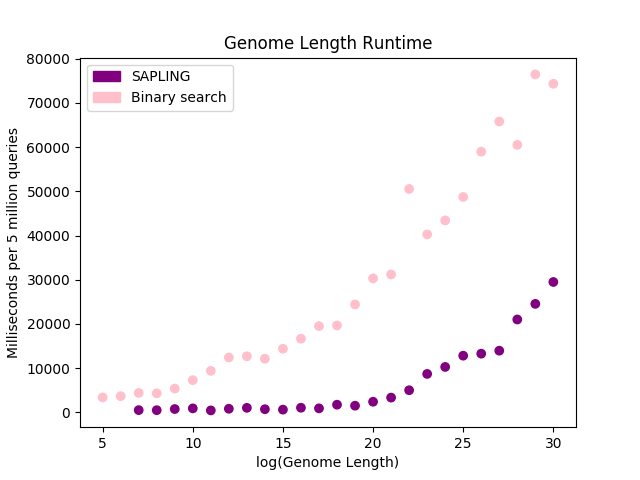 Genome Length Runtime
SAPLING
Binary search
Milliseconds per 5 million queries
80000
70000
60000
50000
40000
30000
20000
10000
0
5 10 15 20 25 30
log(Genome Length)